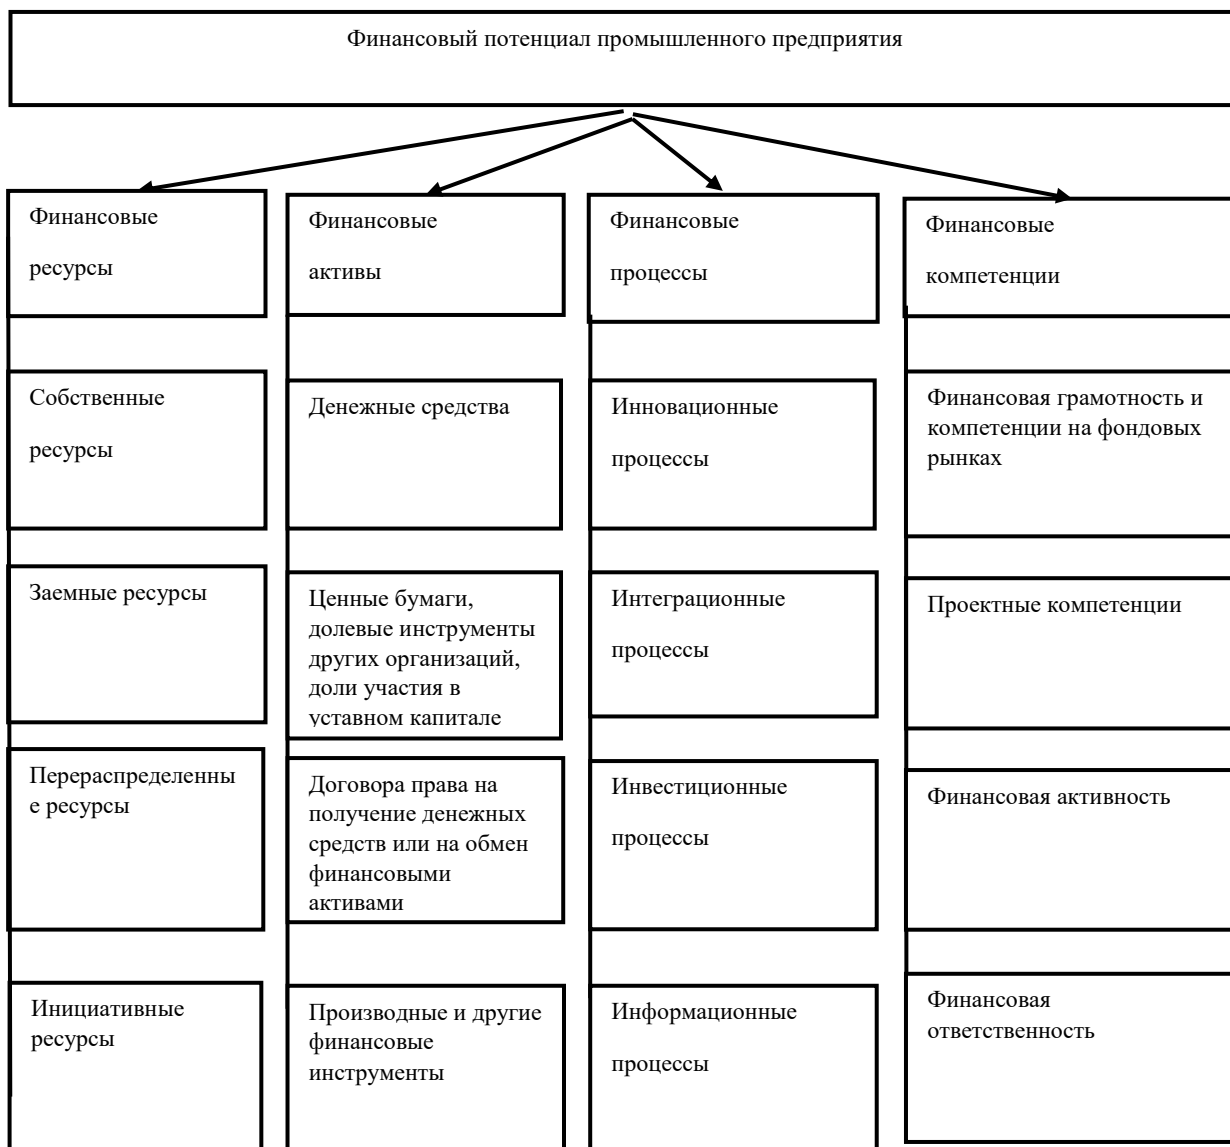 Финансовый потенциал промышленного предприятия
Финансовые
ресурсы
Финансовые
активы
Финансовые
процессы
Финансовые
компетенции
Собственные
ресурсы
Денежные средства
Инновационные
процессы
Финансовая грамотность и
компетенции на фондовых
рынках
Заемные ресурсы
Ценные бумаги,
долевые инструменты
других организаций,
доли участия в
уставном капитале
Интеграционные
процессы
Проектные компетенции
Перераспределенны
е ресурсы
Договора права на
получение денежных
средств или на обмен
финансовыми
активами
Инвестиционные
процессы
Финансовая активность
Инициативные
ресурсы
Производные и другие
финансовые
инструменты
Информационные
процессы
Финансовая
ответственность